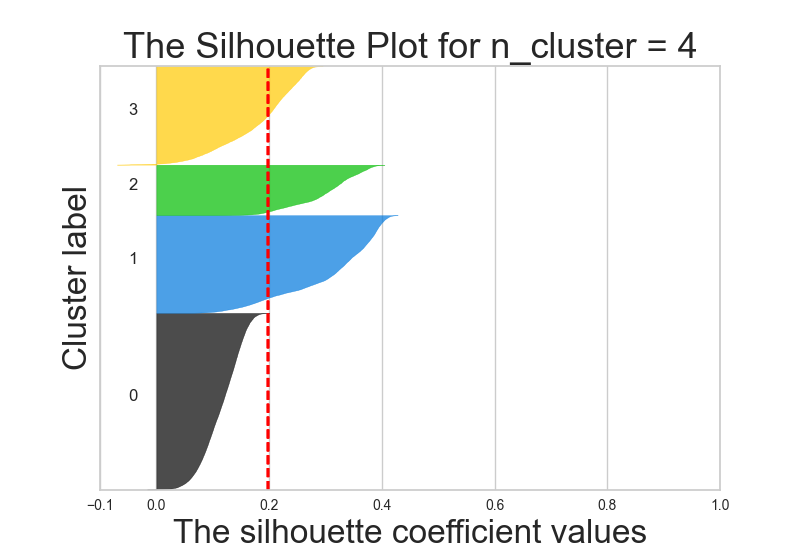 The Silhouette Plot for n_cluster = 4
Cluster label
3
2
1
0
−0.1 0.0 0.2 0.4 0.6 0.8 1.0
The silhouette coefficient values